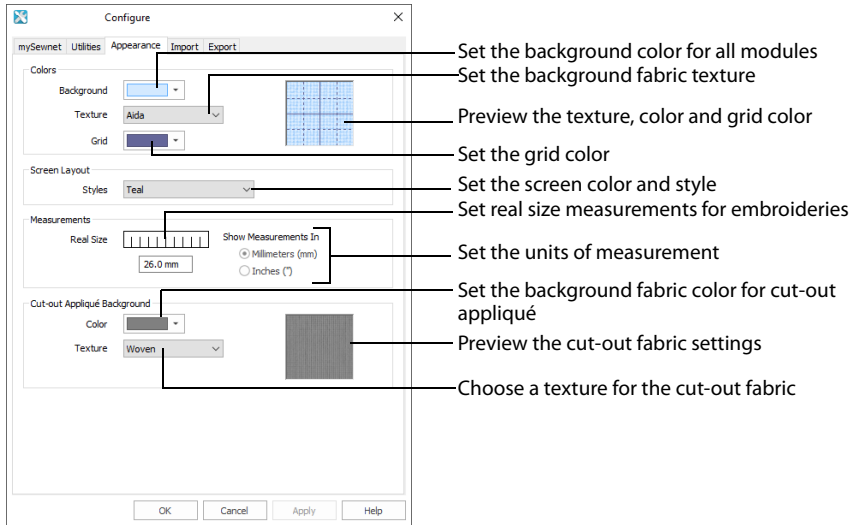 Configure
mySewnet Utilities Appearance Import Export
Colors
Background
Texture Aida
Grid
Screen Layout
Styles Teal
Measurements
Real Size
26.0 mm
Show Measurements In
Millimeters (mm)
Inches (")
Cut-out Appliqué Background
Color
Texture Woven
OK Cancel Apply Help
Set the background color for all modules
Set the background fabric texture
Preview the texture, color and grid color
Set the grid color
Set the screen color and style
Set real size measurements for embroideries
Set the units of measurement
Set the background fabric color for cut-out
appliqué
Preview the cut-out fabric settings
Choose a texture for the cut-out fabric